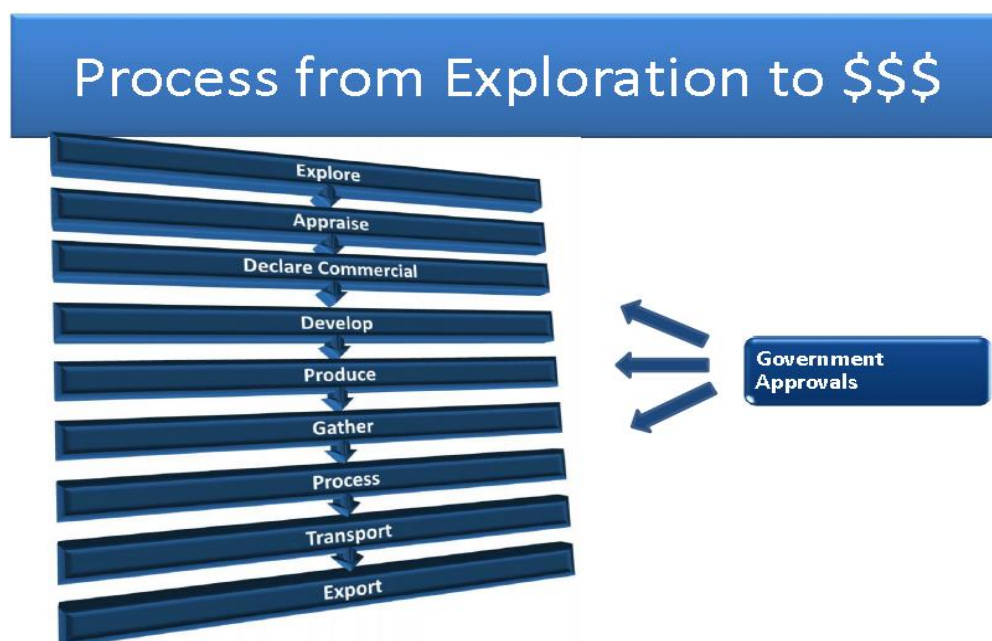 Process from Exploration to $$$
Explore
Appraise
Declare Commercial
Develop
Produce
Gather
Process
Transport
Export
Government
Approvals